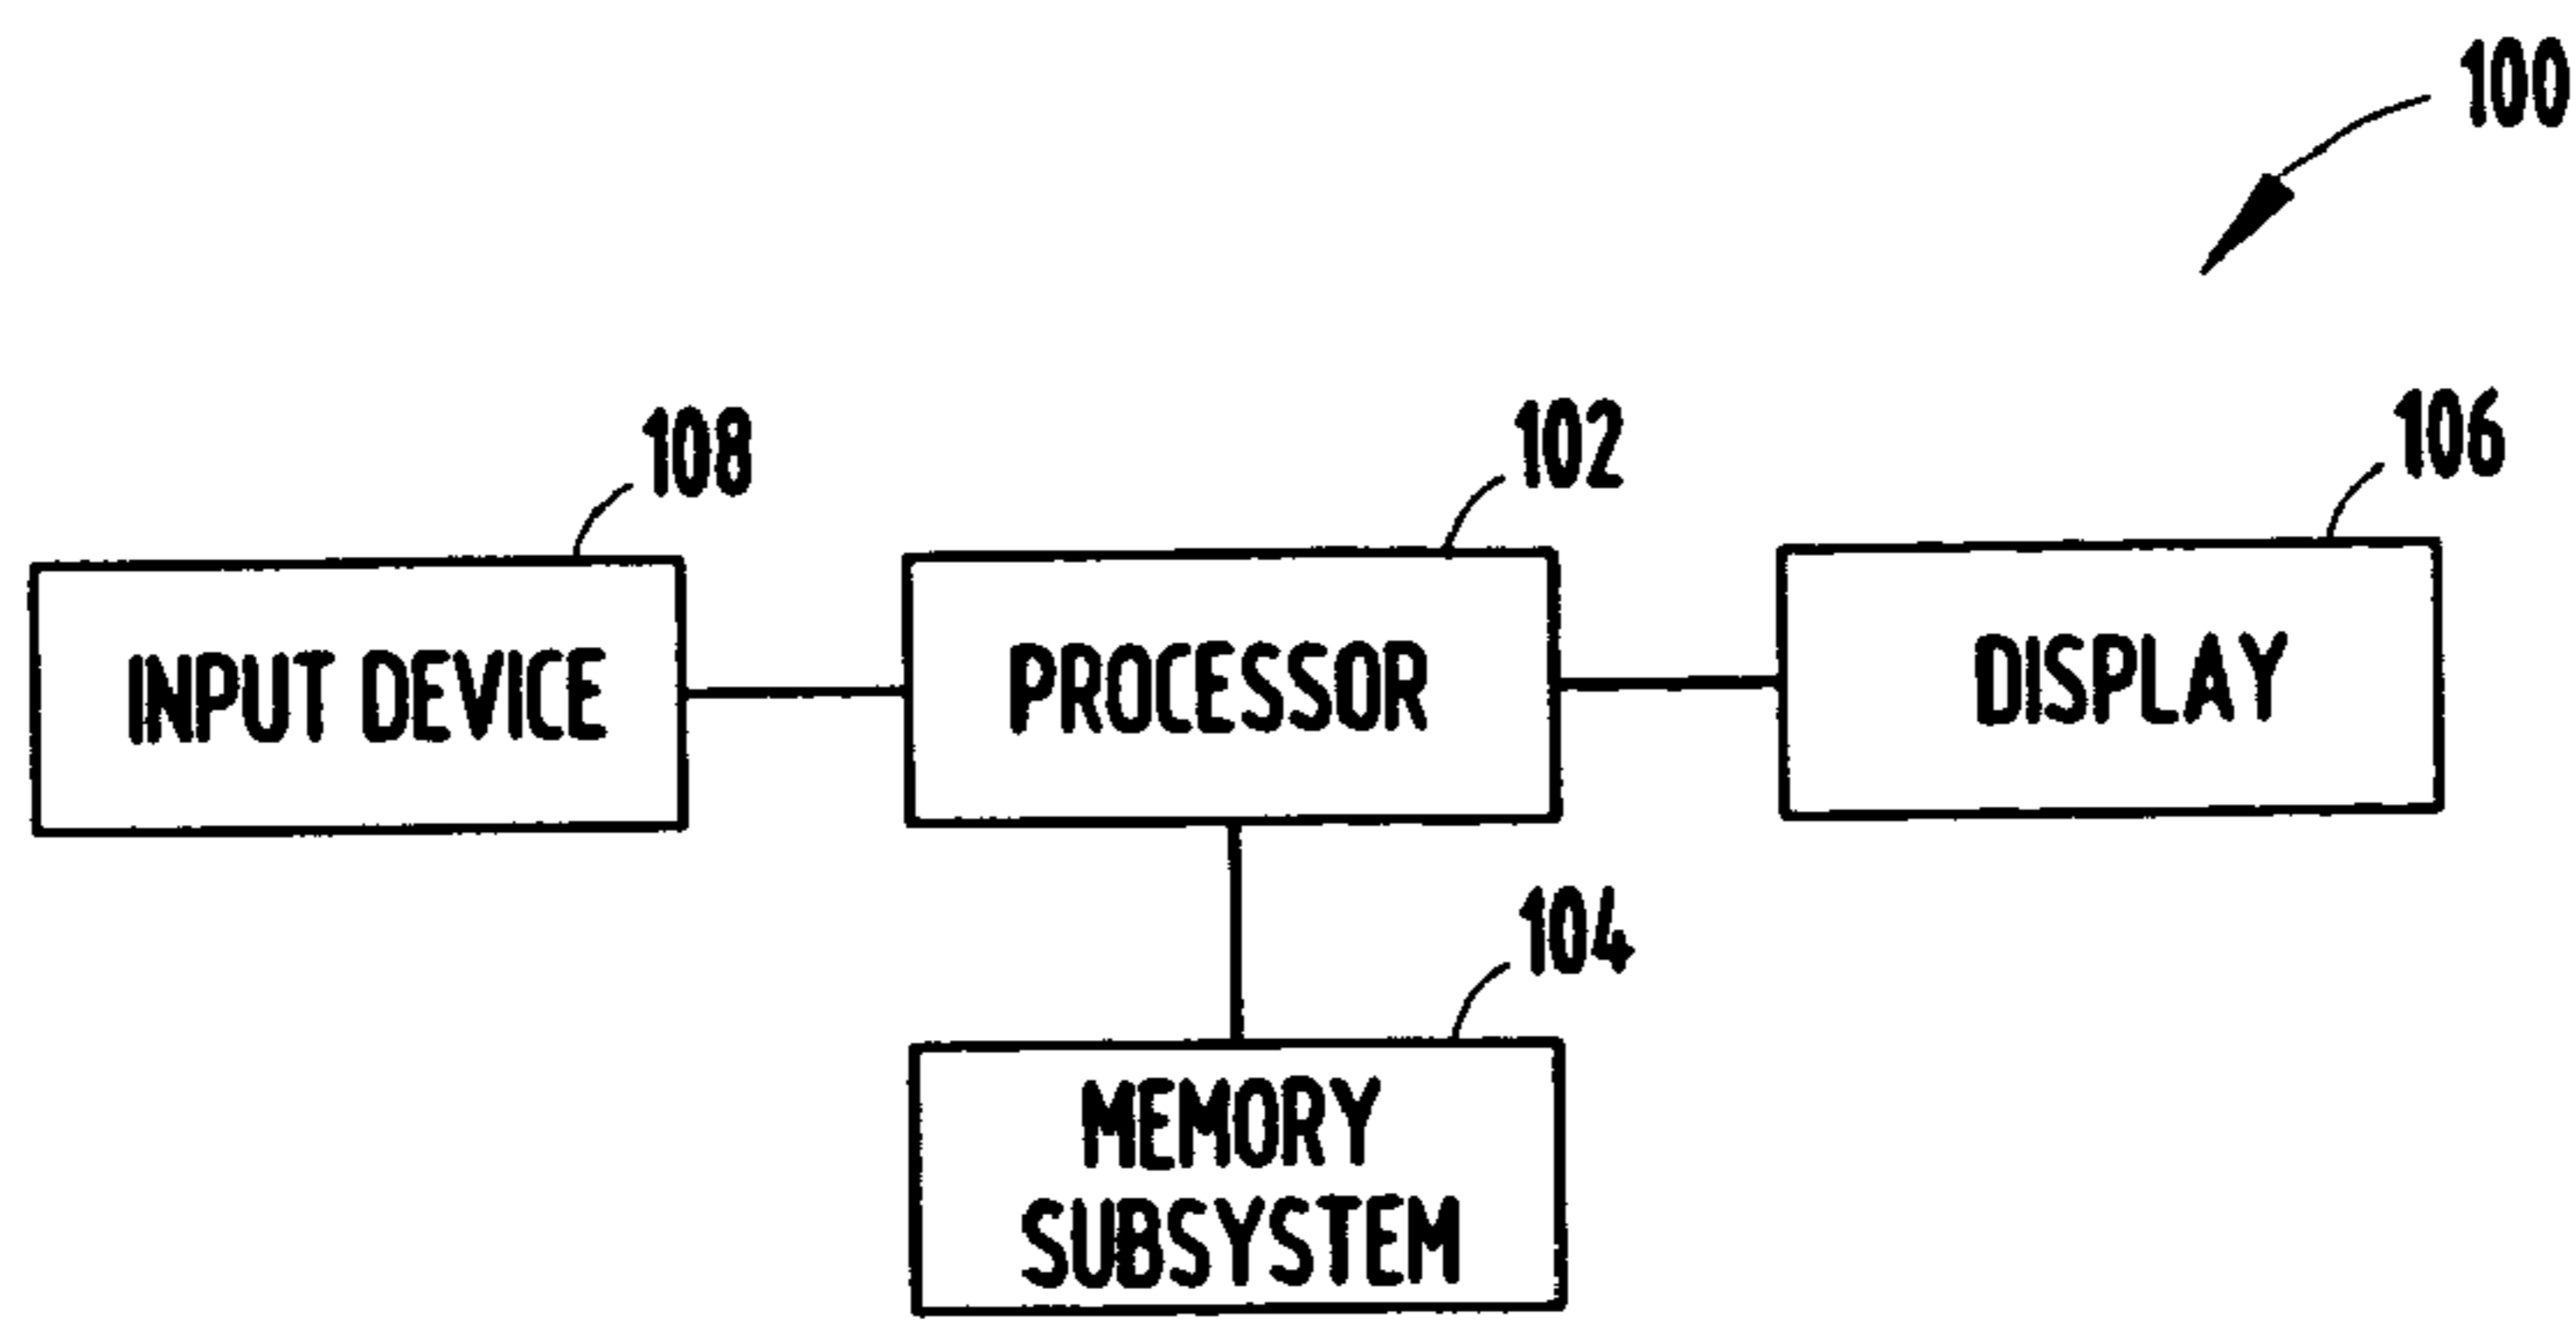 100
108
102
106
INPUT DEVICE
PROCESSOR
DISPLAY
104
MEMORY
SUBSYSTEM